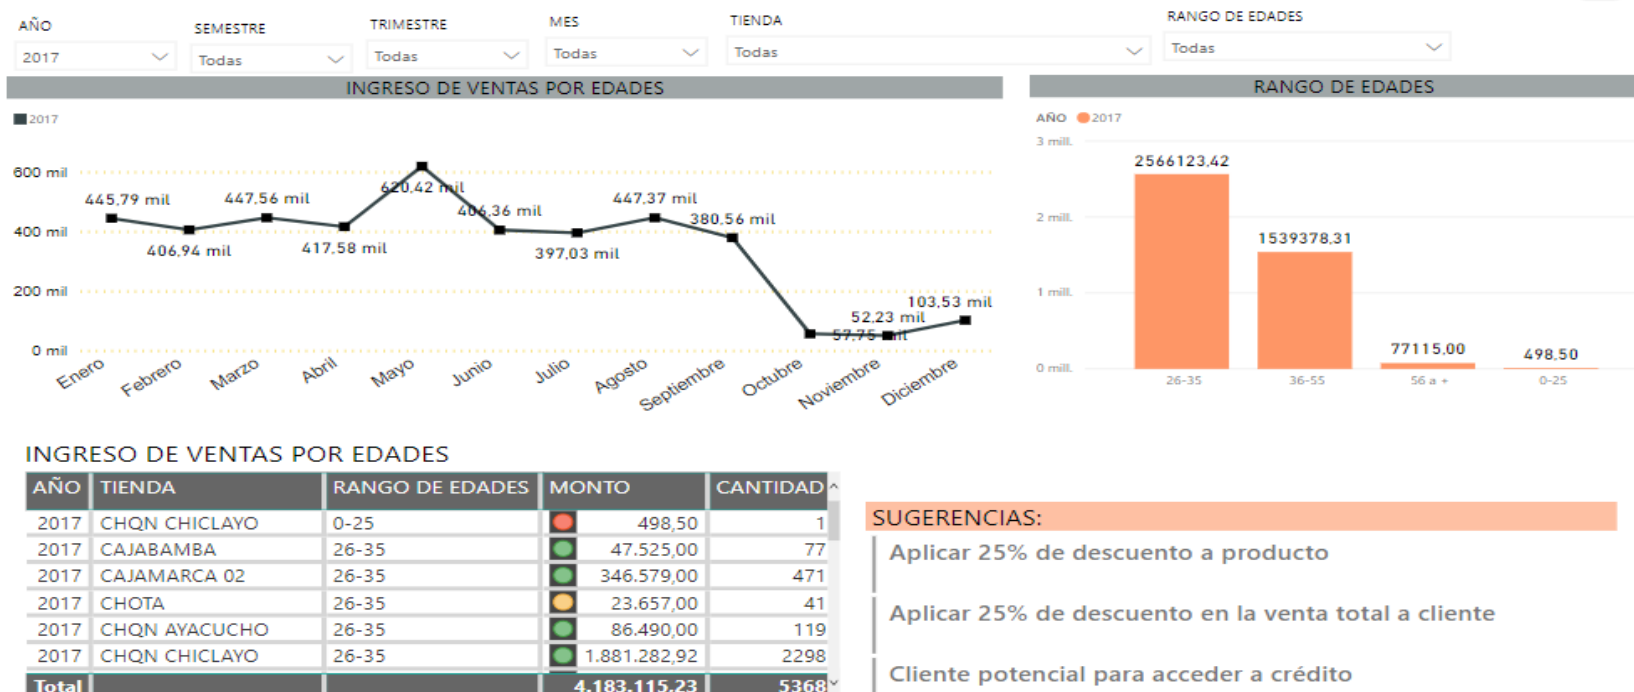 AÑO
2017
SEMESTRE
Todas
TRIMESTRE
Todas
MES
Todas
TIENDA
Todas
RANGO DE EDADES
Todas
INGRESO DE VENTAS POR EDADES
2017
600 mil
400 mil
200 mil
0 mil
445,79 mil
406,94 mil
447,56 mil
417,58 mil
620,42 mil
406,36 mil
397,03 mil
447,37 mil
380,56 mil
57,75 mil
52,23 mil
103,53 mil
Enero
Febrero
Marzo
Abril
Mayo
Junio
Julio
Agosto
Septiembre
Octubre
Noviembre
Diciembre
RANGO DE EDADES
AÑO 2017
3 mill.
2 mill.
1 mill.
0 mill.
2566123,42
1539378,31
77115,00
498,50
26-35
36-55
56 a +
0-25
INGRESO DE VENTAS POR EDADES
AÑO TIENDA RANGO DE EDADES MONTO CANTIDAD
2017 CHQN CHICLAYO 0-25 498,50 1
2017 CAJABAMBA 26-35 47.525,00 77
2017 CAJAMARCA 02 26-35 346.579,00 471
2017 CHOTA 26-35 23.657,00 41
2017 CHQN AYACUCHO 26-35 86.490,00 119
2017 CHQN CHICLAYO 26-35 1.881.282,92 2298
Total 4.183.115,23 5368
SUGERENCIAS:
Aplicar 25% de descuento a producto
Aplicar 25% de descuento en la venta total a cliente
Cliente potencial para acceder a crédito